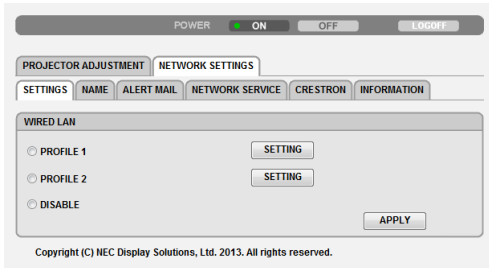 POWER ON OFF LOGOFF
PROJECTOR ADJUSTMENT NETWORK SETTINGS
SETTINGS NAME ALERT MAIL NETWORK SERVICE CRESTRON INFORMATION
WIRED LAN
PROFILE 1 SETTING
PROFILE 2 SETTING
DISABLE
APPLY
Copyright (C) NEC Display Solutions, Ltd. 2013. All rights reserved.